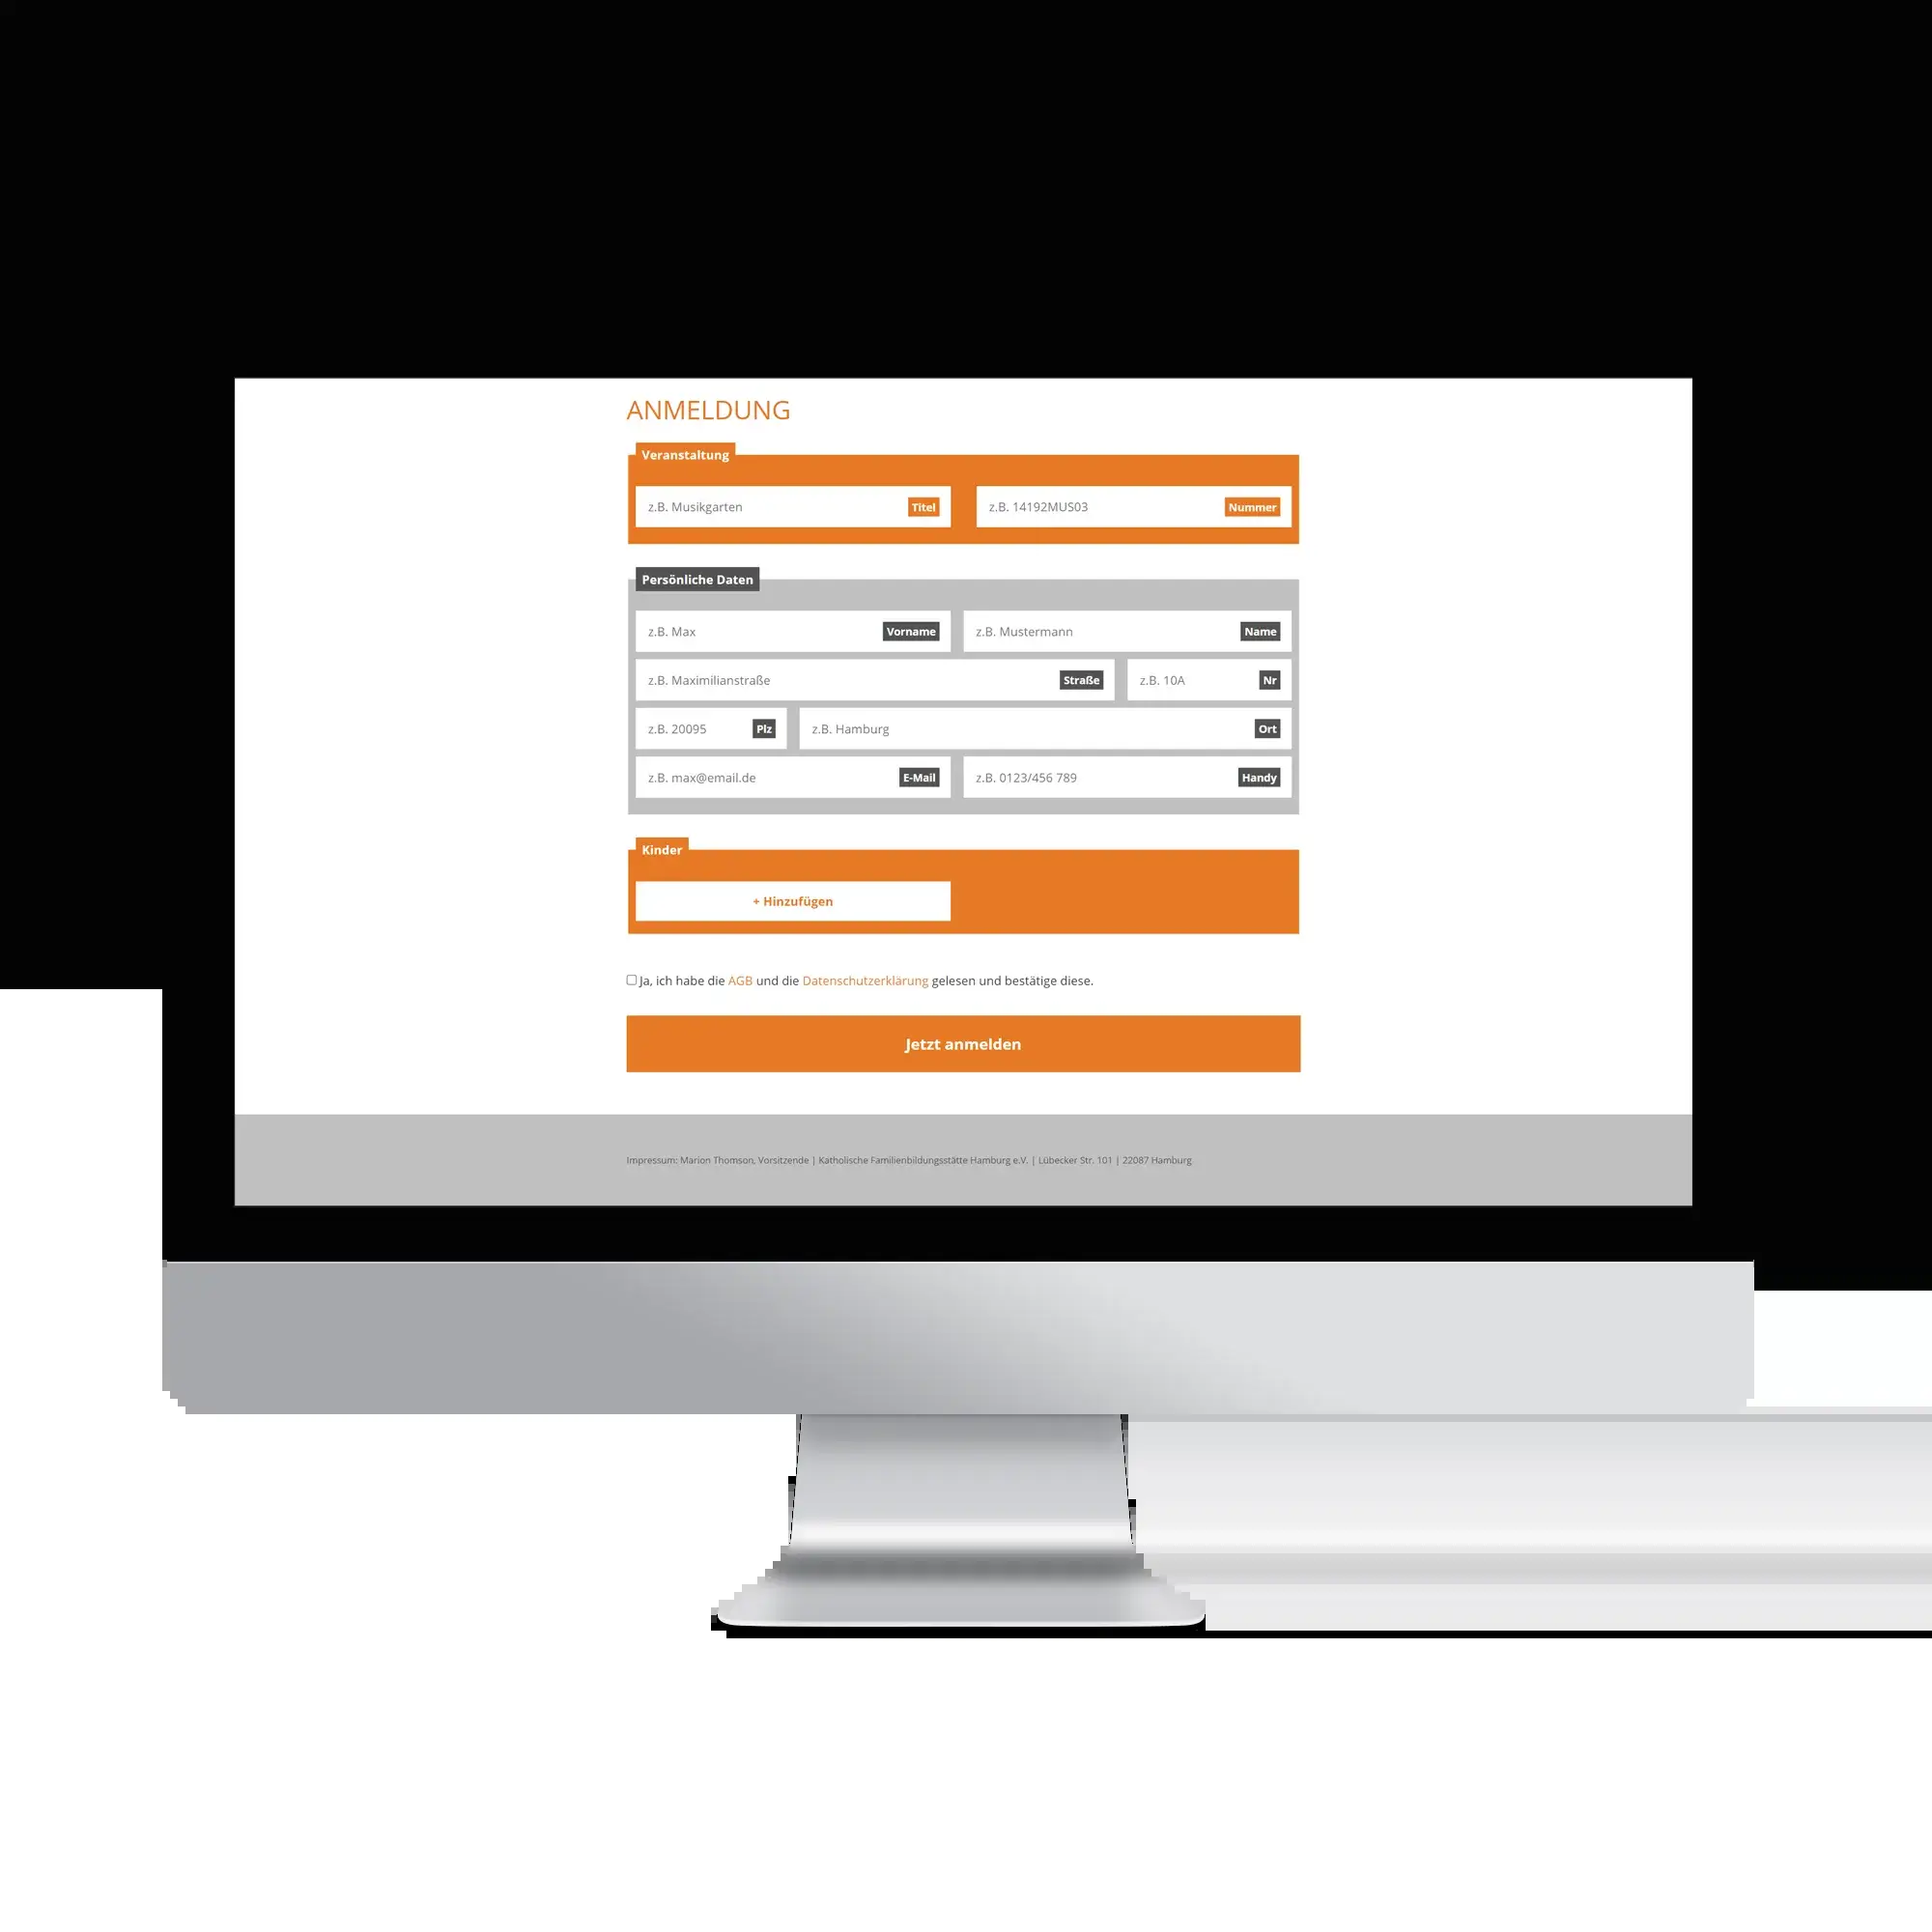 ANMELDUNG
Veranstaltung
z.B. Musikgarten Titel z.B. 14192MUS03 Nummer
Persönliche Daten
z.B. Max Vorname z.B. Mustermann Name
z.B. Maximilianstraße Straße z.B. 10A Nr
z.B. 20095 Plz z.B. Hamburg Ort
z.B. max@email.de E-Mail z.B. 0123/456 789 Handy
Kinder
+ Hinzufügen
Ja, ich habe die AGB und die Datenschutzerklärung gelesen und bestätige diese.
Jetzt anmelden
Impressum: Marion Thomson, Vorsitzende | Katholische Familienbildungsstätte Hamburg e.V. | Lübecker Str. 101 | 22087 Hamburg